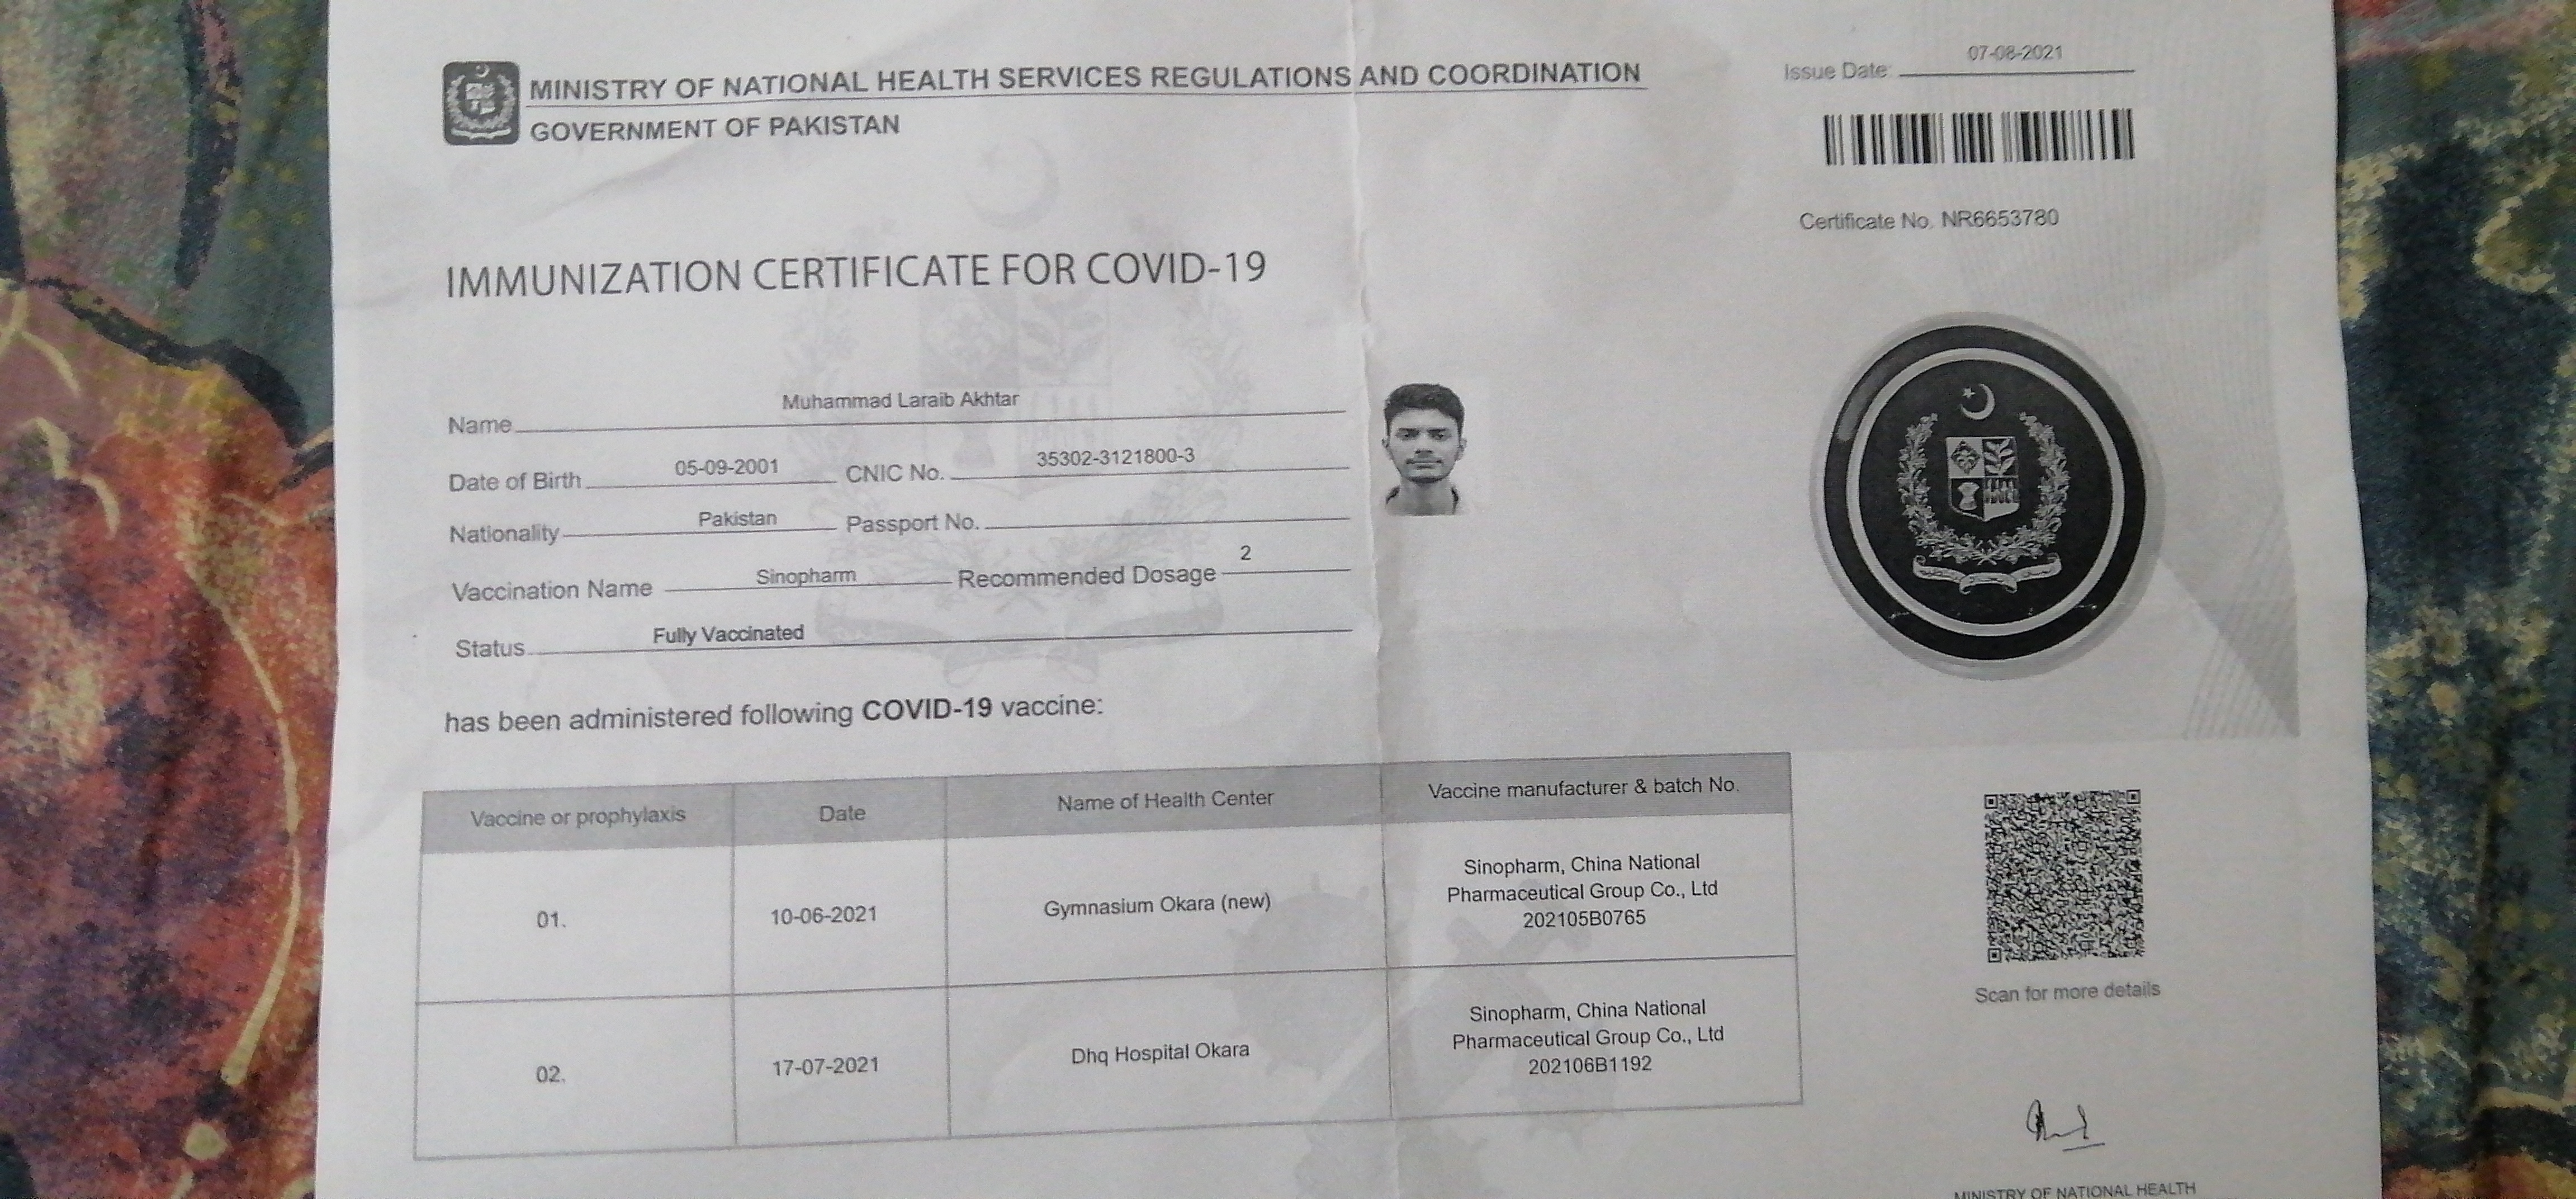 MINISTRY OF NATIONAL HEALTH SERVICES REGULATIONS AND COORDINATION
GOVERNMENT OF PAKISTAN
Issue Date: 07-08-2021
Certificate No. NR6653780
IMMUNIZATION CERTIFICATE FOR COVID-19
Name Muhammad Laraib Akhtar
Date of Birth 05-09-2001 CNIC No. 35302-3121800-3
Nationality Pakistan Passport No.
Vaccination Name Sinopharm Recommended Dosage 2
Status Fully Vaccinated
has been administered following COVID-19 vaccine:
Vaccine or prophylaxis Date Name of Health Center Vaccine manufacturer & batch No.
01. 10-06-2021 Gymnasium Okara (new) Sinopharm, China National
Pharmaceutical Group Co., Ltd
202105B0765
02. 17-07-2021 Dhq Hospital Okara Sinopharm, China National
Pharmaceutical Group Co., Ltd
202106B1192
Scan for more details
MINISTRY OF NATIONAL HEALTH